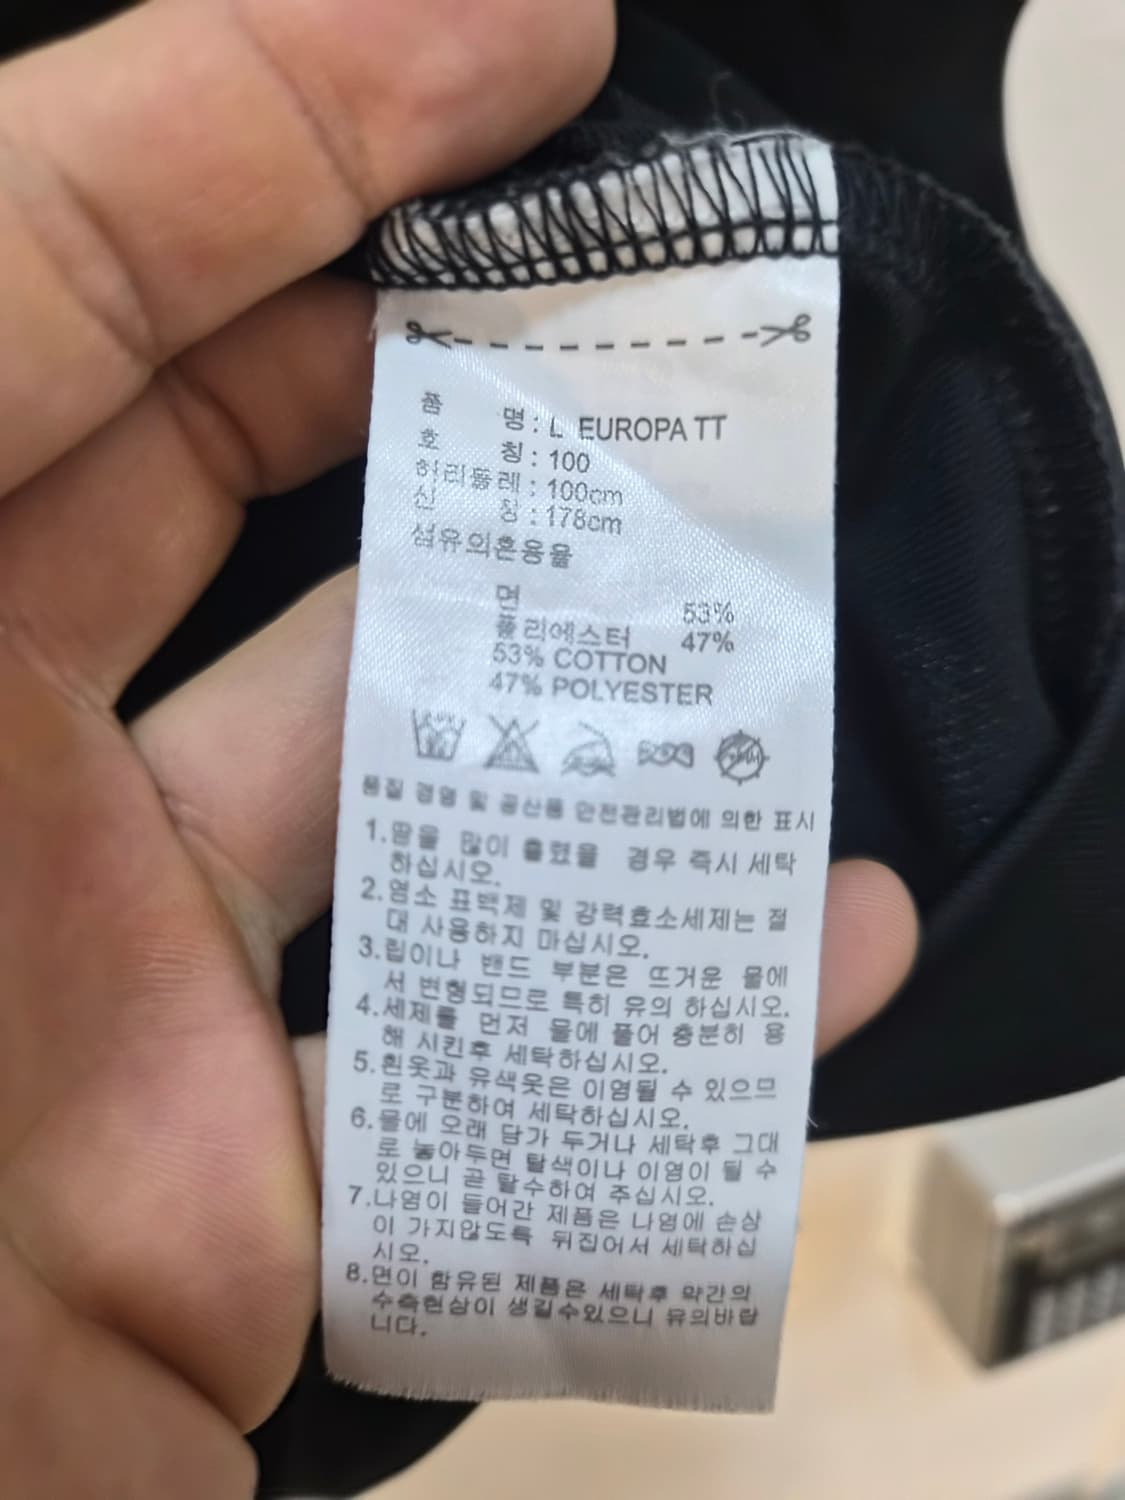 품 명 : L EUROPA TT
호 칭 : 100
허리둘레 : 100cm
신 장 : 178cm
섬유의혼용율
면 53%
폴리에스터 47%
53% COTTON
47% POLYESTER
품질 경영 및 공산품 안전관리법에 의한 표시
1.땀을 많이 흘렸을 경우 즉시 세탁
하십시오.
2.염소 표백제 및 강력효소세제는 절
대 사용하지 마십시오.
3.립이나 밴드 부분은 뜨거운 물에
서 변형되므로 특히 유의 하십시오.
4.세제를 먼저 물에 풀어 충분히 용
해 시킨후 세탁하십시오.
5.흰옷과 유색옷은 이염될 수 있으므
로 구분하여 세탁하십시오.
6.물에 오래 담가 두거나 세탁후 그대
로 놓아두면 탈색이나 이염이 될 수
있으니 곧 탈수하여 주십시오.
7.나염이 들어간 제품은 나염에 손상
이 가지않도록 뒤집어서 세탁하십
시오.
8.면이 함유된 제품은 세탁후 약간의
수축현상이 생길수있으니 유의바랍
니다.